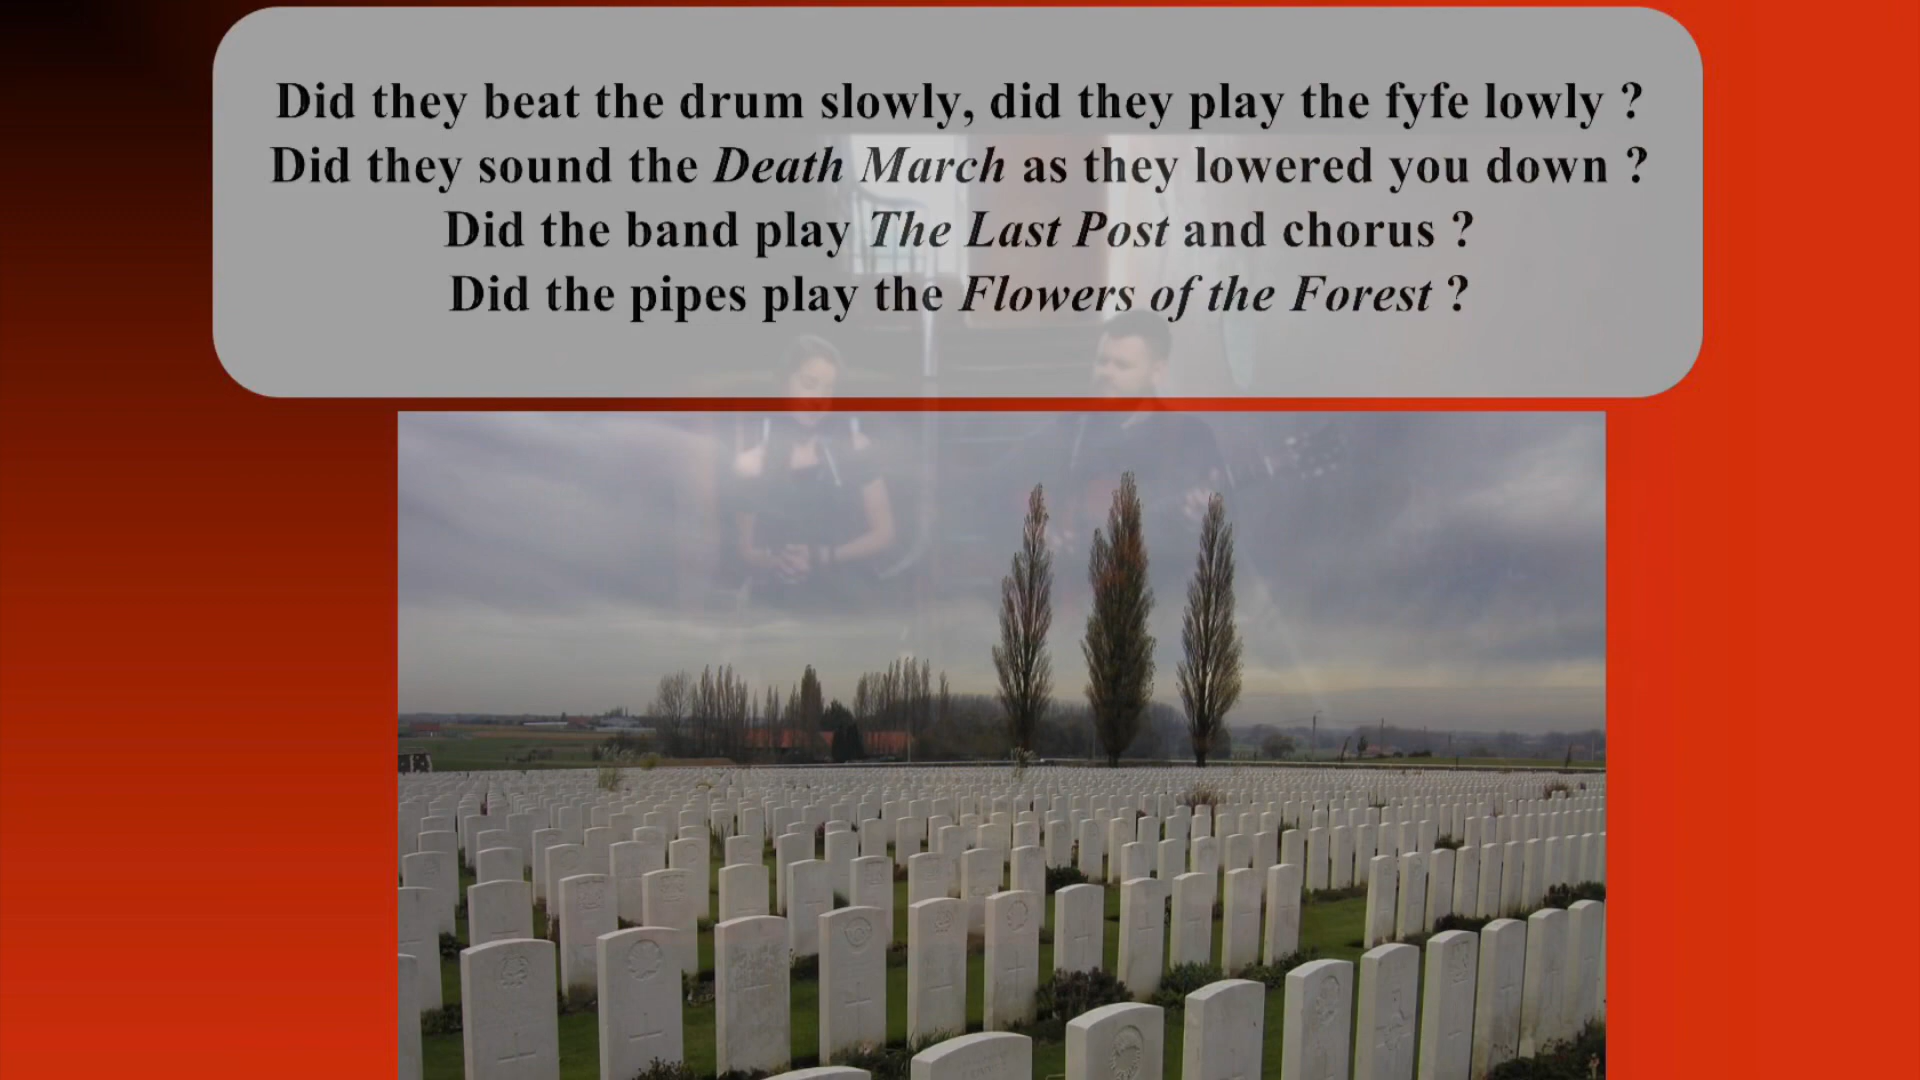 Did they beat the drum slowly, did they play the fyfe lowly ?
Did they sound the Death March as they lowered you down ?
Did the band play The Last Post and chorus ?
Did the pipes play the Flowers of the Forest ?